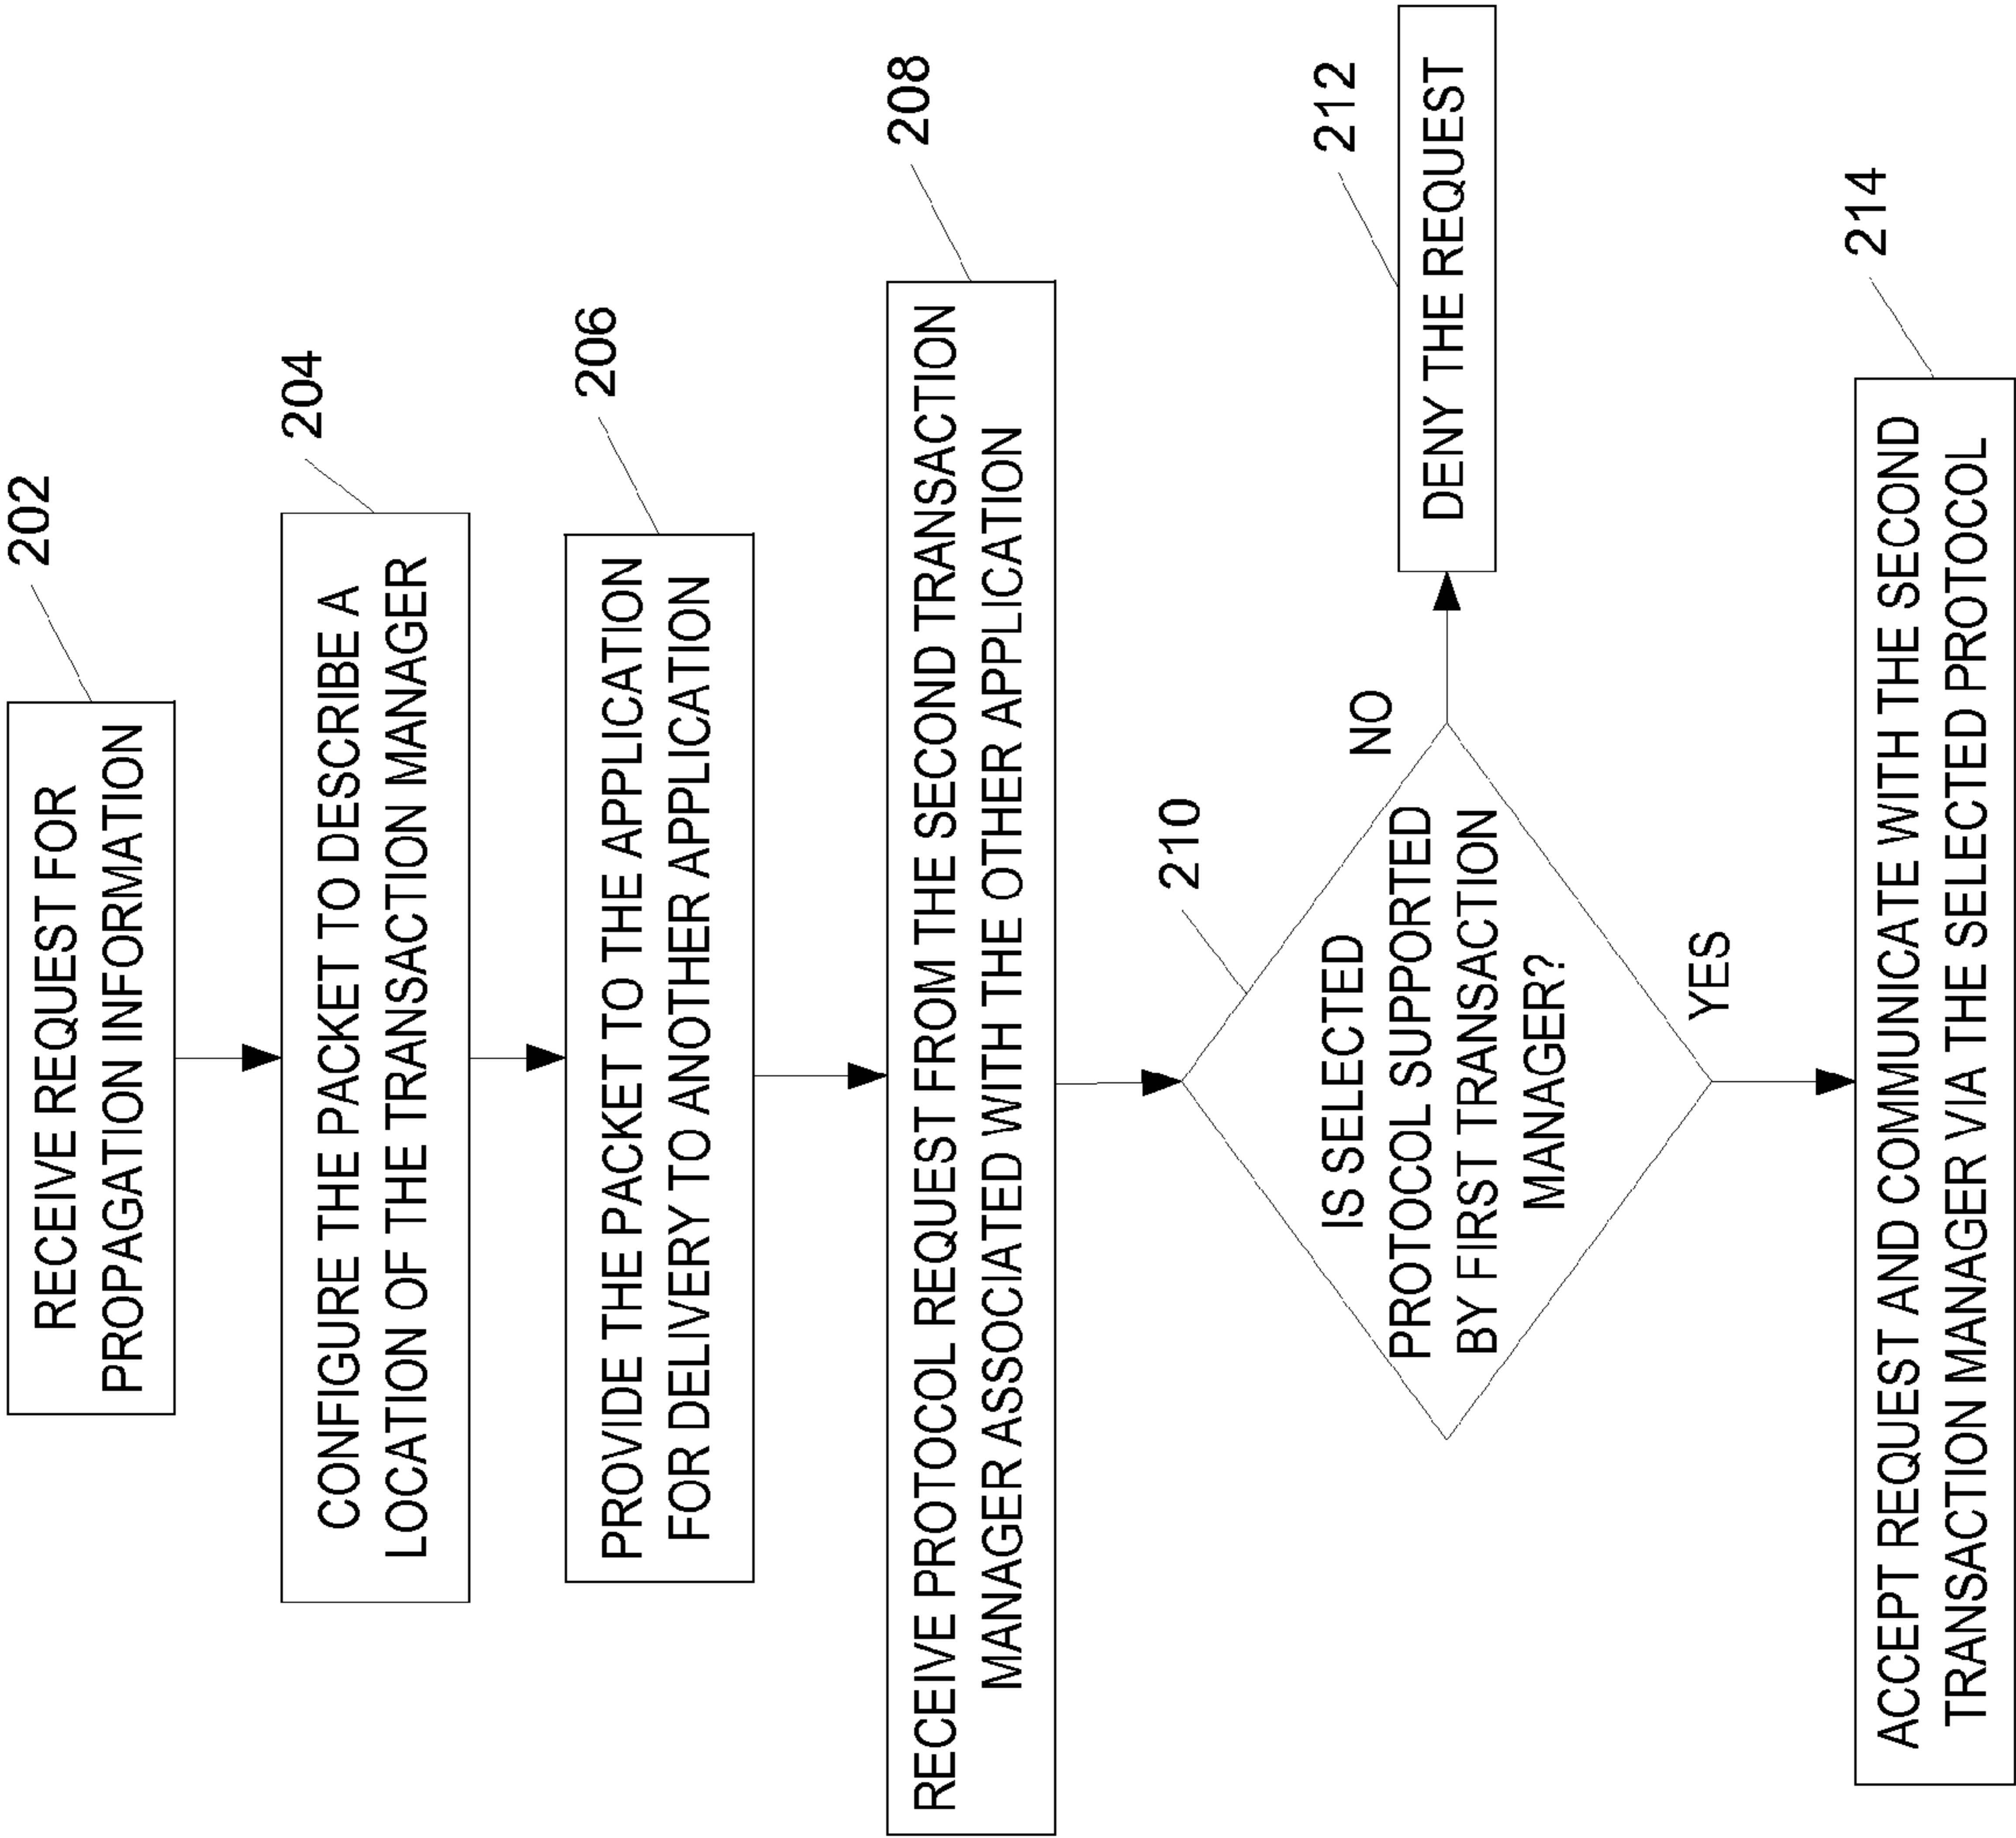 202
RECEIVE REQUEST FOR
PROPAGATION INFORMATION
204
CONFIGURE THE PACKET TO DESCRIBE A
LOCATION OF THE TRANSACTION MANAGER
206
PROVIDE THE PACKET TO THE APPLICATION
FOR DELIVERY TO ANOTHER APPLICATION
208
RECEIVE PROTOCOL REQUEST FROM THE SECOND TRANSACTION
MANAGER ASSOCIATED WITH THE OTHER APPLICATION
210
IS SELECTED
PROTOCOL SUPPORTED
BY FIRST TRANSACTION
MANAGER?
NO
212
DENY THE REQUEST
YES
214
ACCEPT REQUEST AND COMMUNICATE WITH THE SECOND
TRANSACTION MANAGER VIA THE SELECTED PROTOCOL